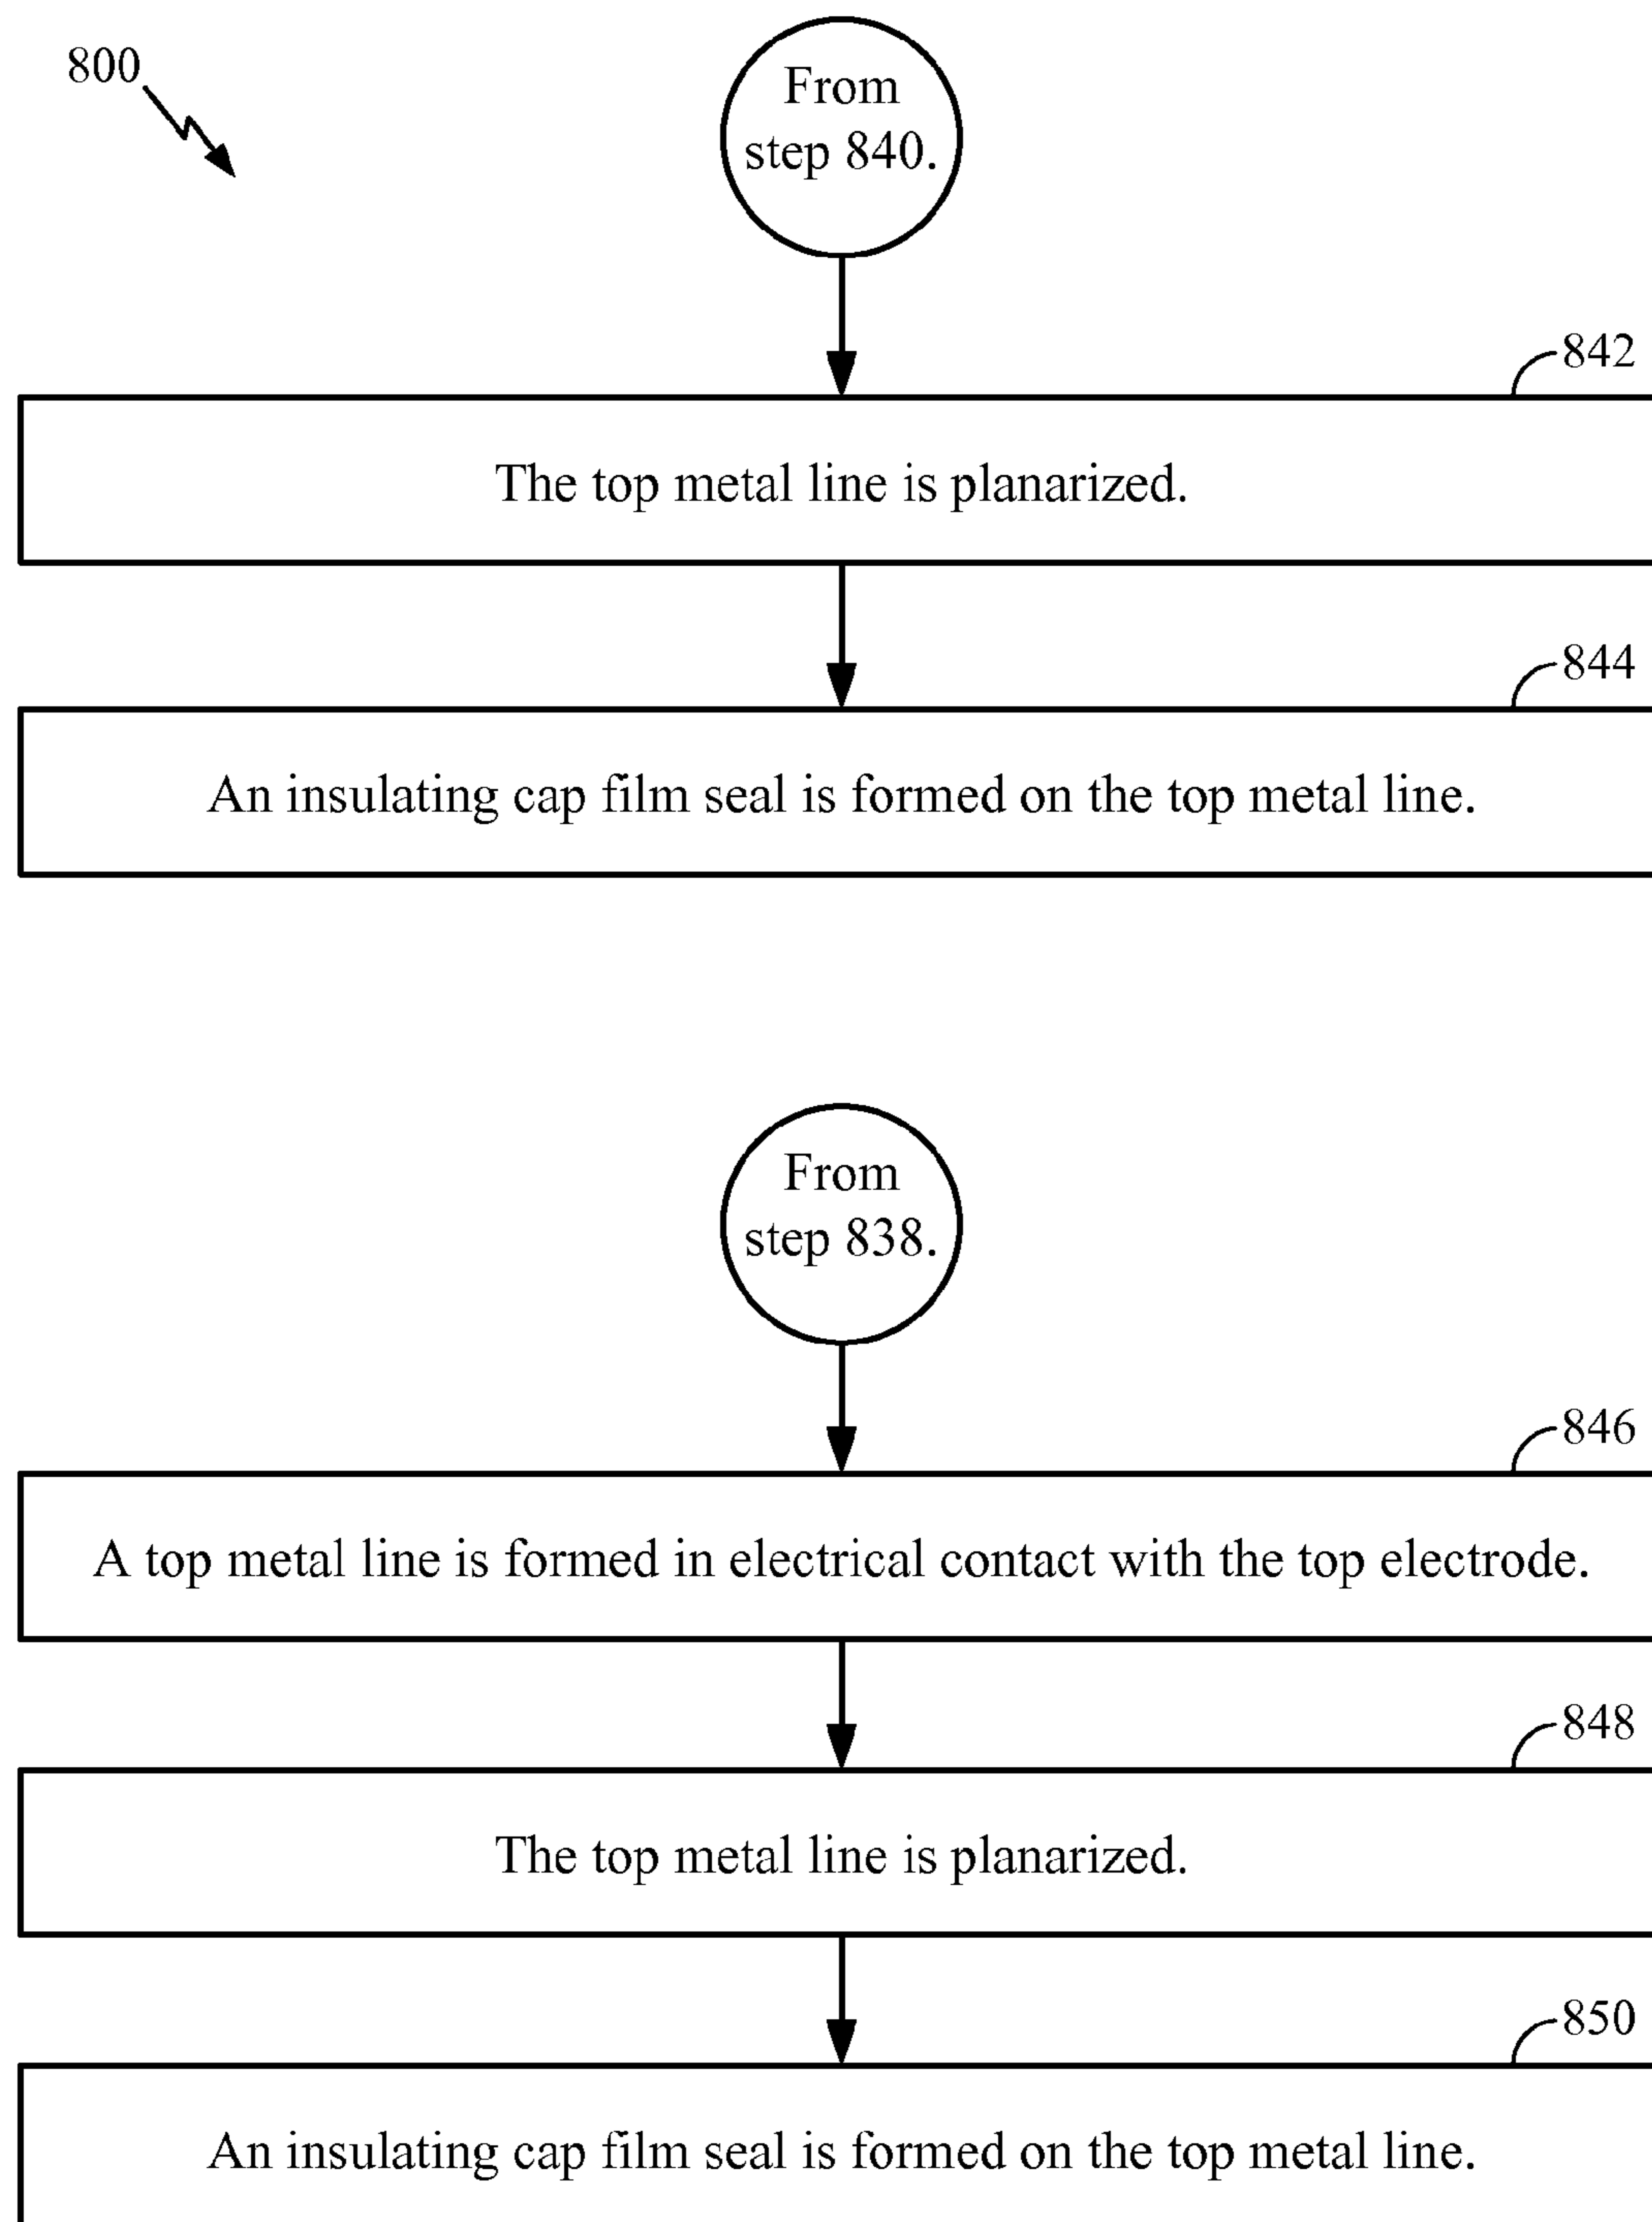 800
From
step 840.
842
The top metal line is planarized.
844
An insulating cap film seal is formed on the top metal line.
From
step 838.
846
A top metal line is formed in electrical contact with the top electrode.
848
The top metal line is planarized.
850
An insulating cap film seal is formed on the top metal line.